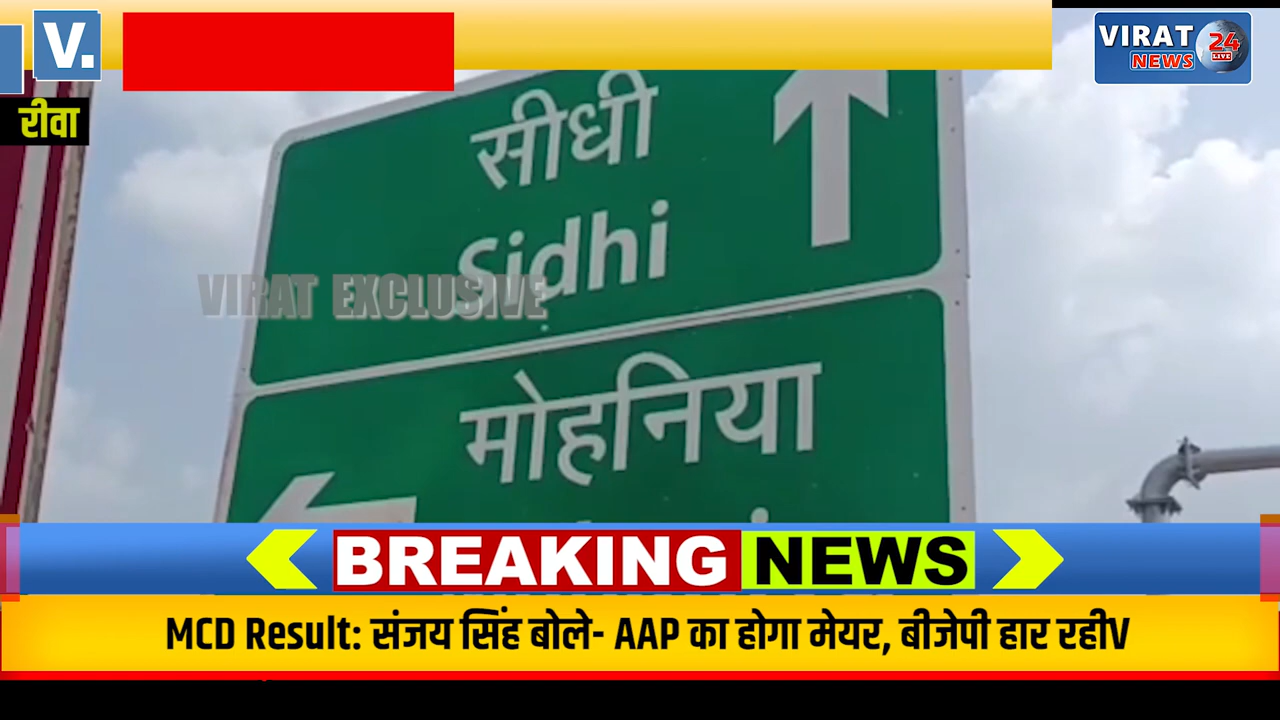 V.
VIRAT
NEWS
24
LIVE
रीवा
सीधी
Sidhi
VIRAT EXCLUSIVE
मोहनिया
BREAKING NEWS
MCD Result: संजय सिंह बोले- AAP का होगा मेयर, बीजेपी हार रहीV